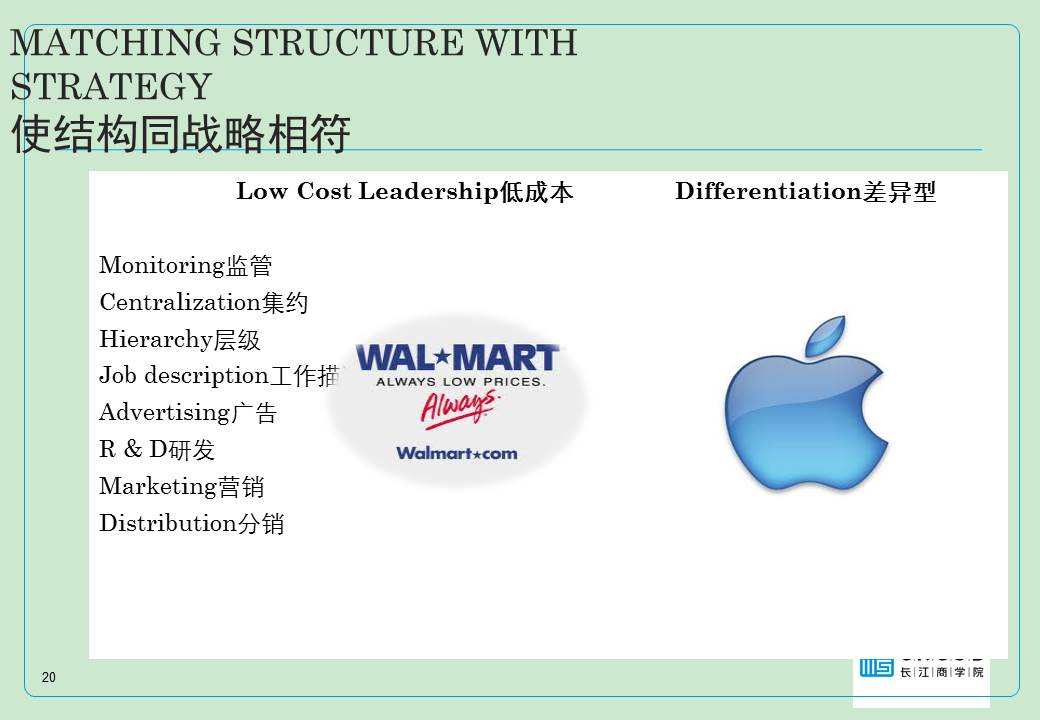 MATCHING STRUCTURE WITH
STRATEGY
使结构同战略相符
Low Cost Leadership低成本 Differentiation差异型
Monitoring监管
Centralization集约
Hierarchy层级
Job description工作描
Advertising广告
R & D研发
Marketing营销
Distribution分销
WAL★MART
ALWAYS LOW PRICES.
Always.
Walmart★com
20
长江商学院